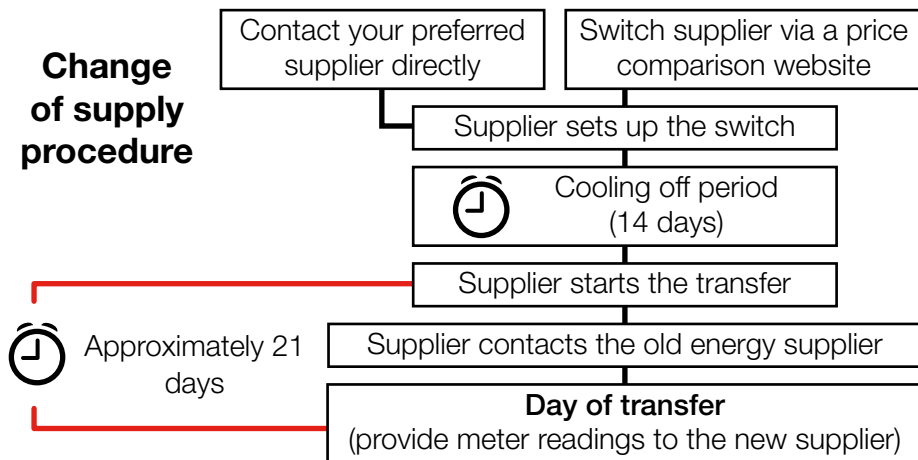 Change
of supply
procedure
Contact your preferred
supplier directly
Switch supplier via a price
comparison website
Supplier sets up the switch
Cooling off period
(14 days)
Supplier starts the transfer
Approximately 21
days
Supplier contacts the old energy supplier
Day of transfer
(provide meter readings to the new supplier)